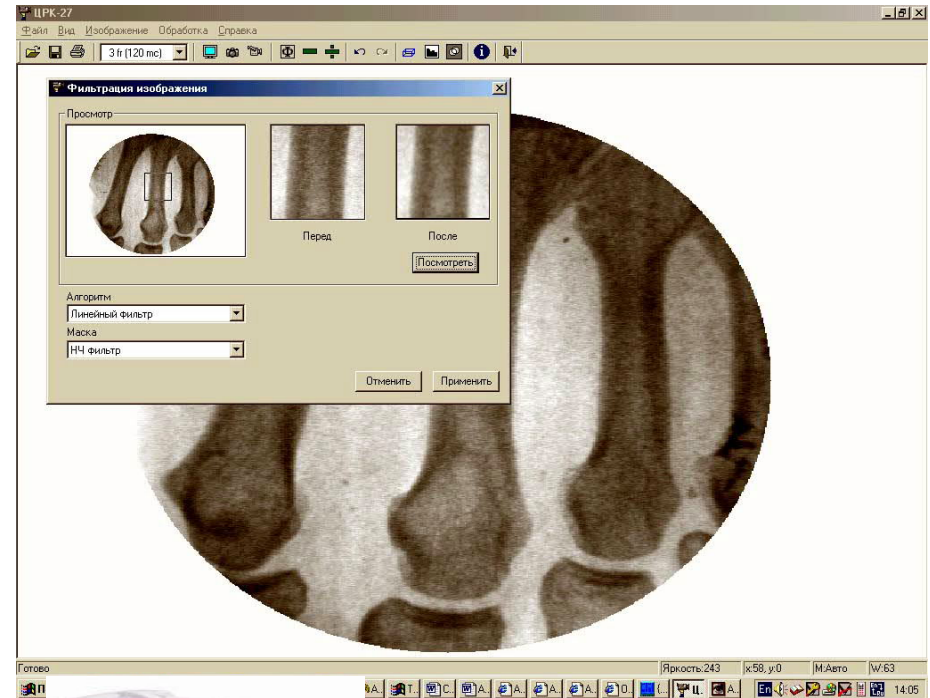 ЦРК-27
Файл Вид Изображение Обработка Справка
3 fr (120 mc)
Фильтрация изображения
Просмотр
Перед
После
Посмотреть
Алгоритм
Линейный фильтр
Маска
НЧ фильтр
Отменить Применить
Готово Яркость:243 x:58, y:0 М:Авто W:63
П A.. T.. C.. A.. A.. A.. A.. O.. (... Ц.. A.. En 14:05